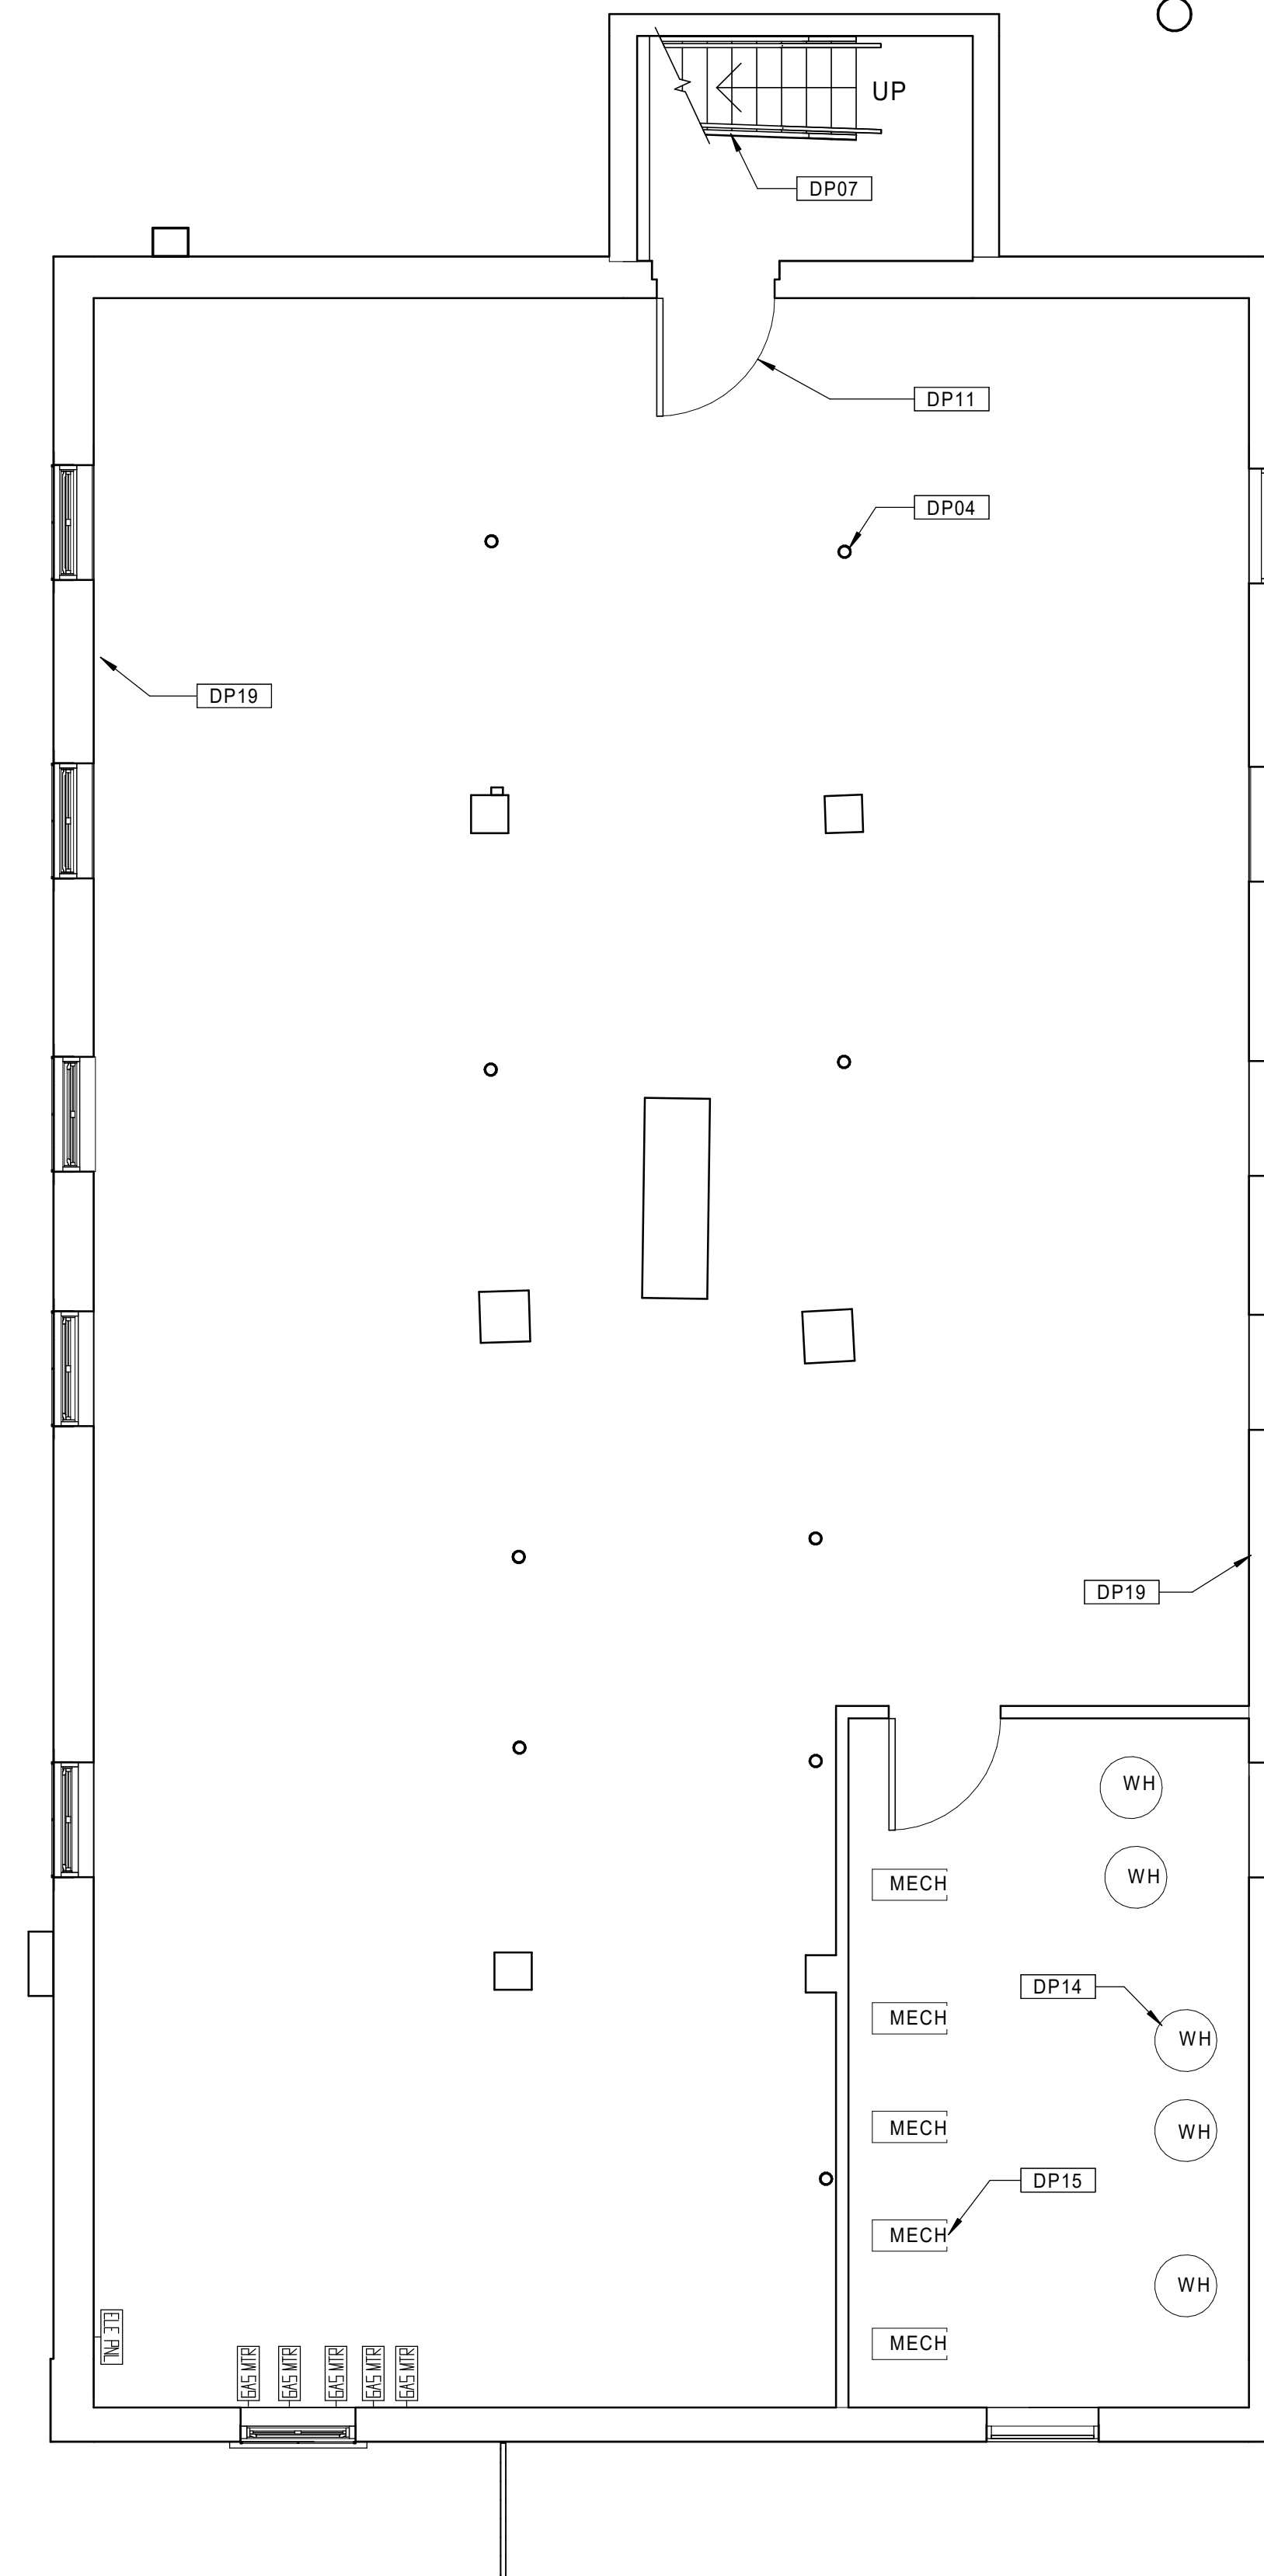 UP
DP07
DP11
DP04
DP19
DP19
WH
WH
MECH
DP14
MECH
WH
MECH
WH
DP15
MECH
WH
MECH
ELE PNL
GAS MTR
GAS MTR
GAS MTR
GAS MTR
GAS MTR